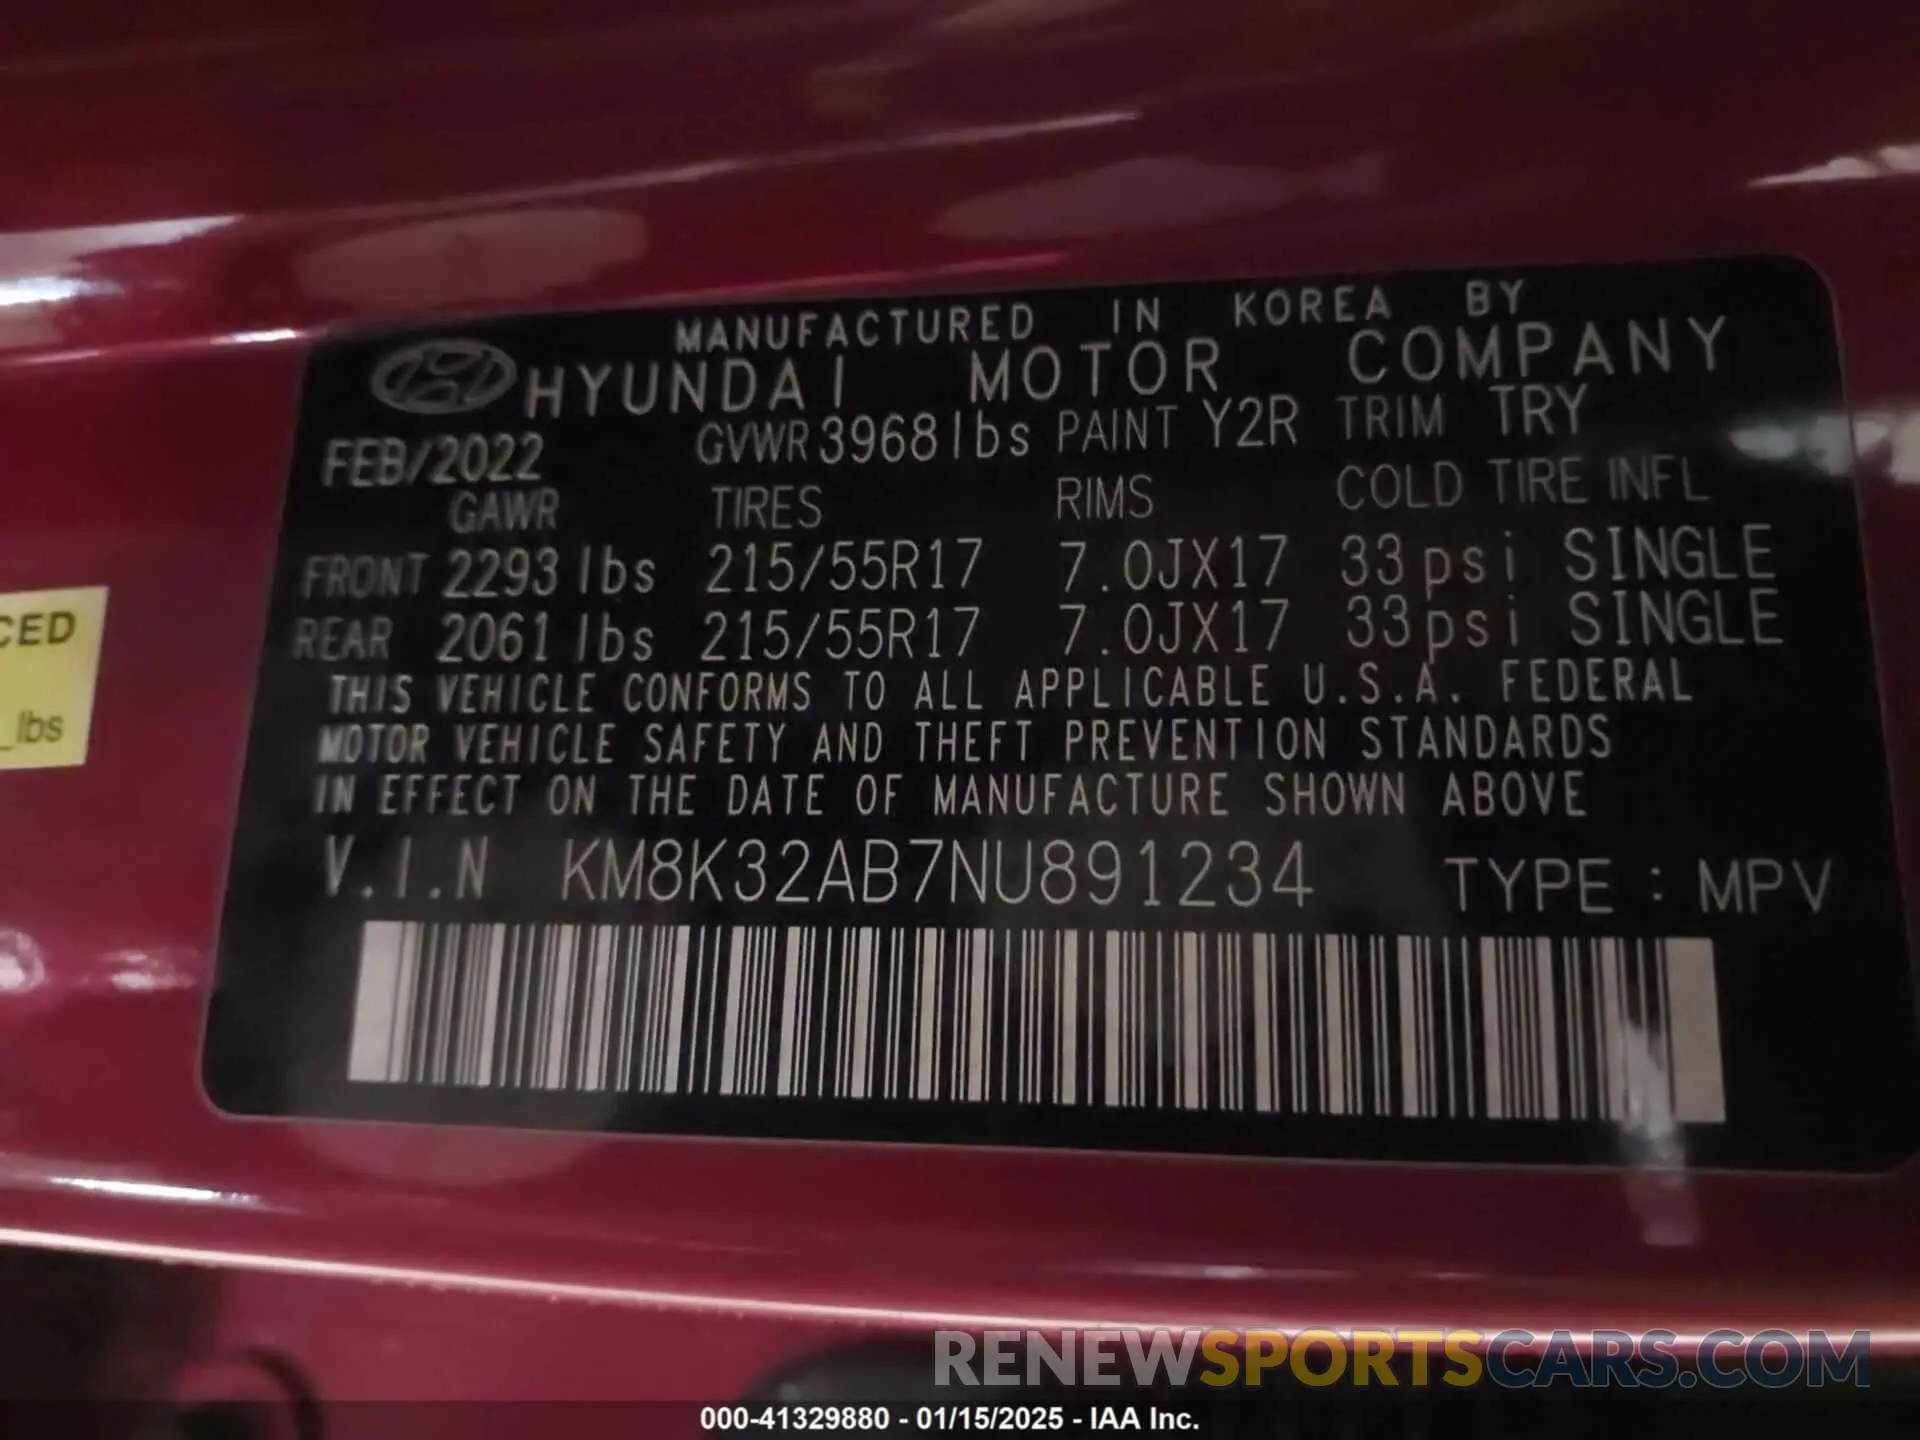 MANUFACTURED IN KOREA BY
HYUNDAI MOTOR COMPANY
FEB/2022 GVWR 3968 lbs PAINT Y2R TRIM TRY
GAWR TIRES RIMS COLD TIRE INFL
FRONT 2293 lbs 215/55R17 7.0JX17 33psi SINGLE
REAR 2061 lbs 215/55R17 7.0JX17 33psi SINGLE
THIS VEHICLE CONFORMS TO ALL APPLICABLE U.S.A. FEDERAL
MOTOR VEHICLE SAFETY AND THEFT PREVENTION STANDARDS
IN EFFECT ON THE DATE OF MANUFACTURE SHOWN ABOVE
V.I.N KM8K32AB7NU891234 TYPE : MPV
CED
_lbs
RENEWSPORTSCARS.COM
000-41329880 - 01/15/2025 - IAA Inc.